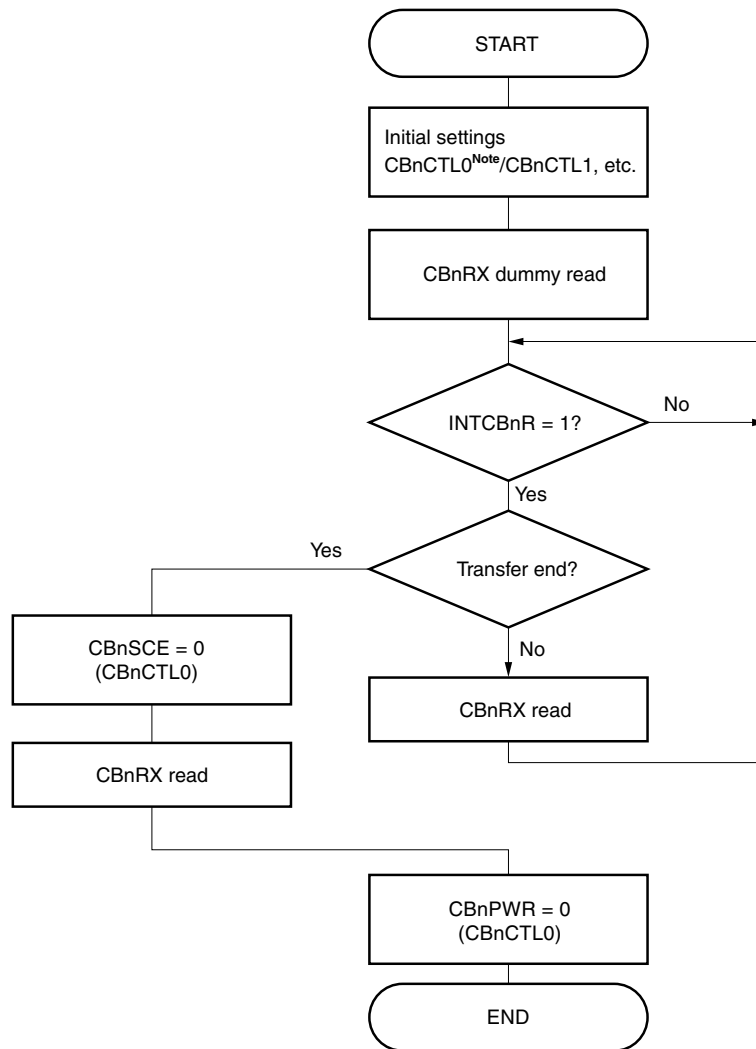 START
Initial settings
CBnCTL0Note/CBnCTL1, etc.
CBnRX dummy read
INTCBnR = 1?
No
Yes
Transfer end?
Yes
No
CBnSCE = 0
(CBnCTL0)
CBnRX read
CBnRX read
CBnPWR = 0
(CBnCTL0)
END